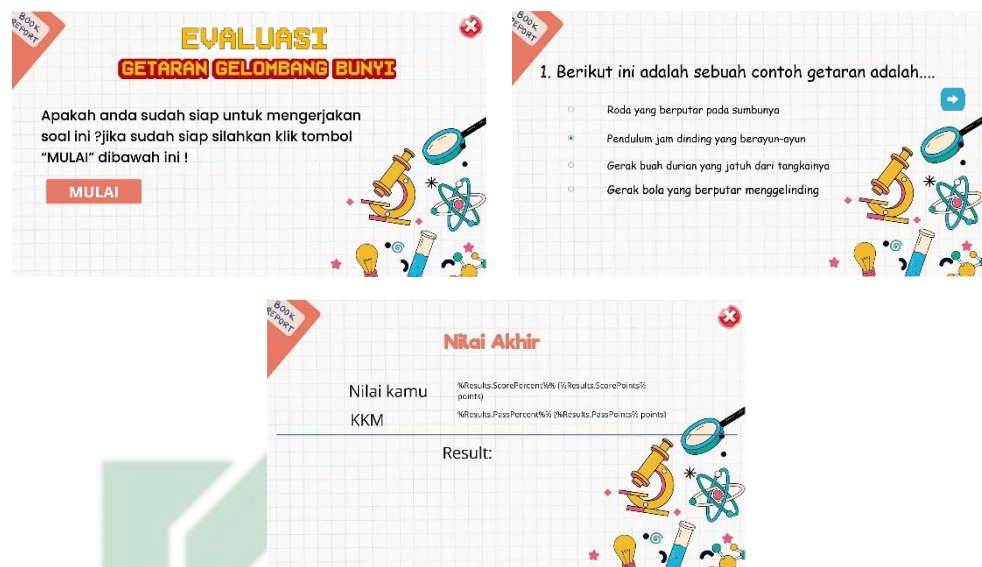 BOOK
REPORT
EVALUASI
GETARAN GELOMBANG BUNYI
Apakah anda sudah siap untuk mengerjakan
soal ini ?jika sudah siap silahkan klik tombol
“MULAI” dibawah ini !
MULAI
BOOK
REPORT
1. Berikut ini adalah sebuah contoh getaran adalah....
Roda yang berputar pada sumbunya
Pendulum jam dinding yang berayun-ayun
Gerak buah durian yang jatuh dari tangkainya
Gerak bola yang berputar menggelinding
BOOK
REPORT
Nilai Akhir
Nilai kamu
%Results.ScorePercent%% (%Results.ScorePoints%
points)
KKM
%Results.PassPercent%% (%Results.PassPoints% points)
Result: